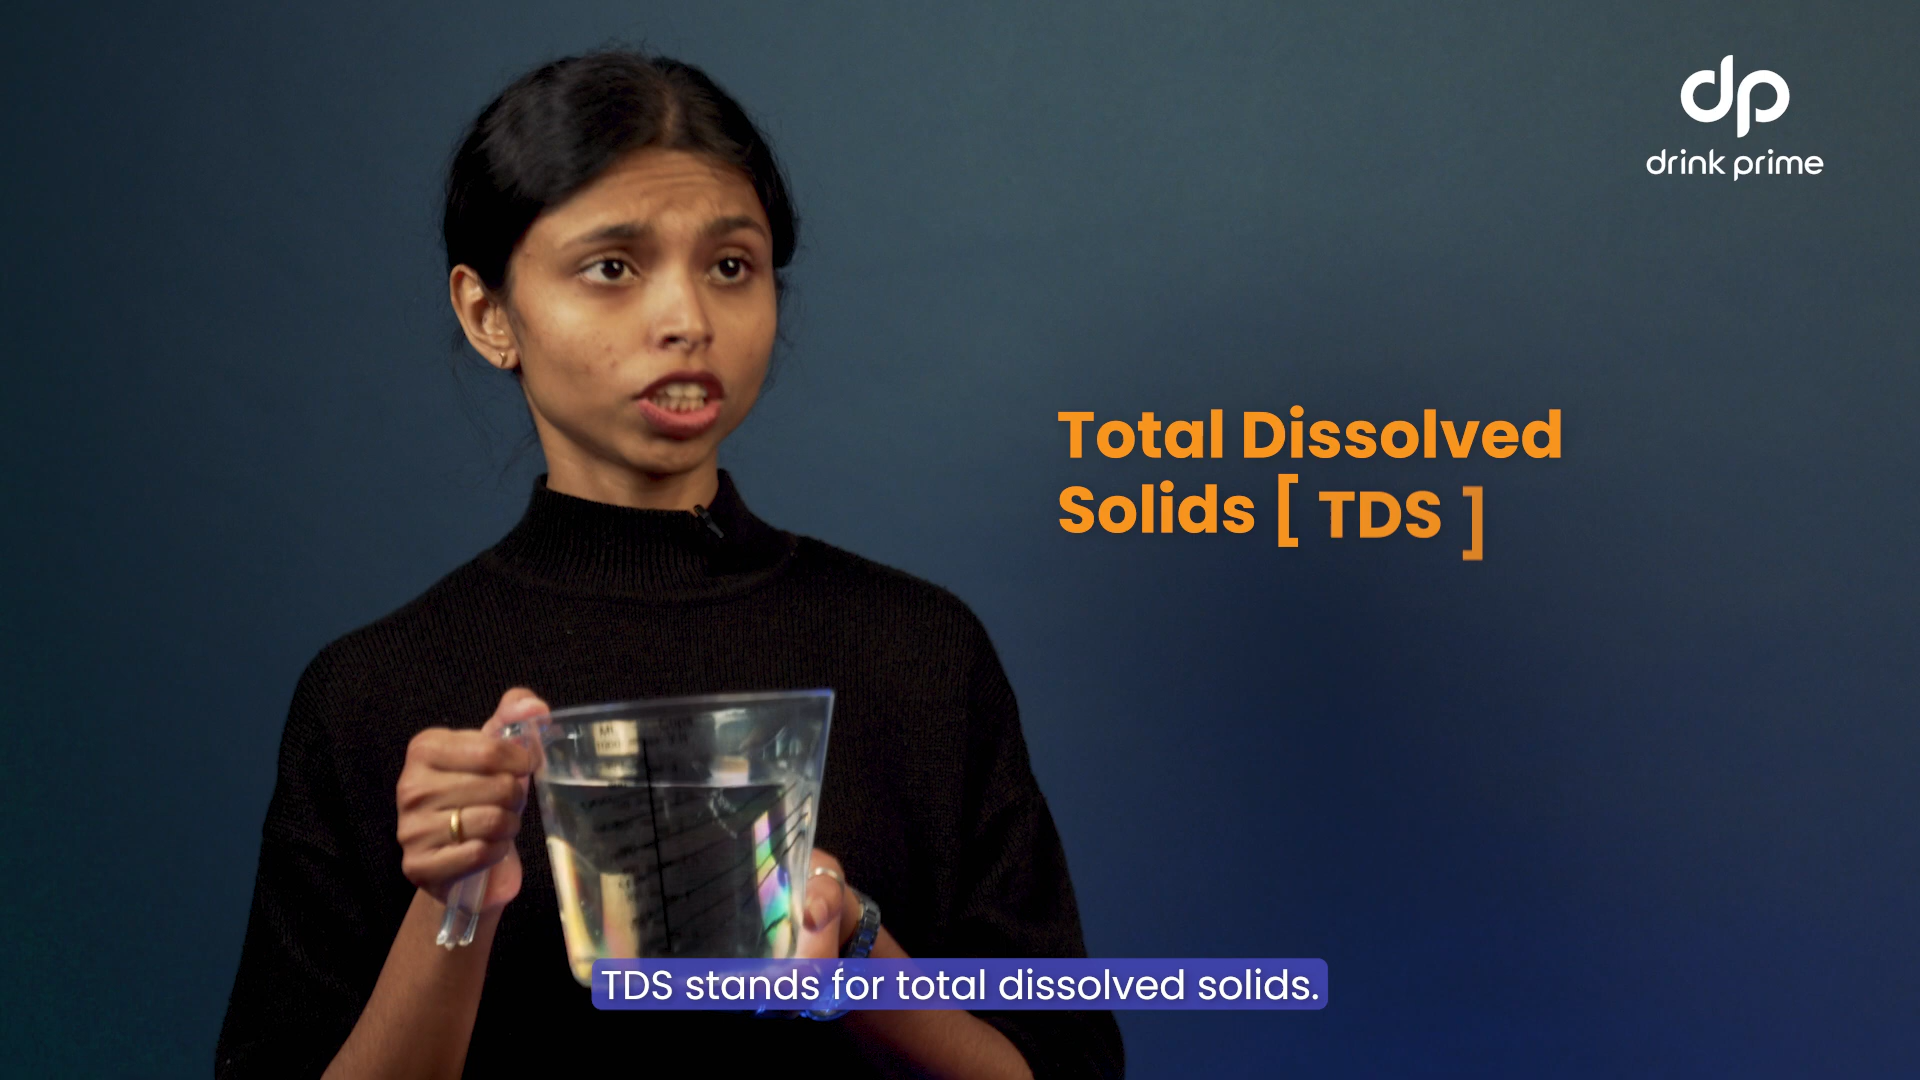 dp
drink prime
Total Dissolved
Solids [ TDS ]
TDS stands for total dissolved solids.